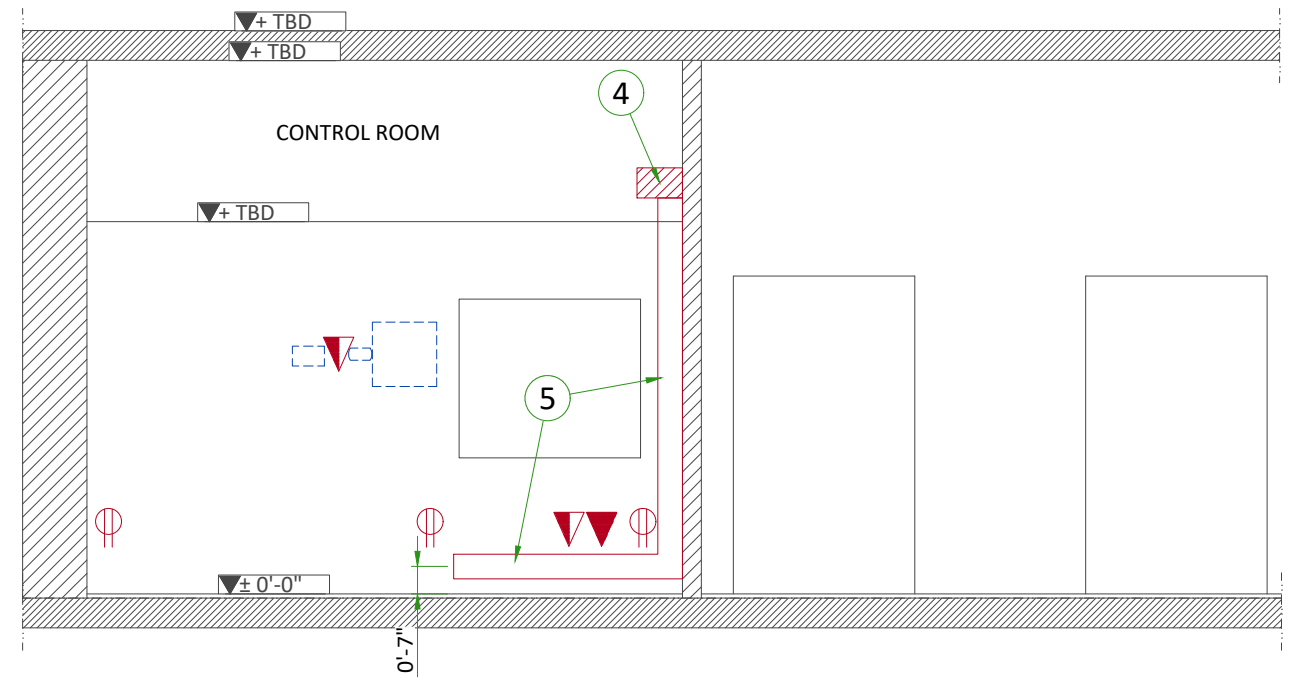 + TBD
+ TBD
4
CONTROL ROOM
+ TBD
5
± 0'-0"
0'-7"